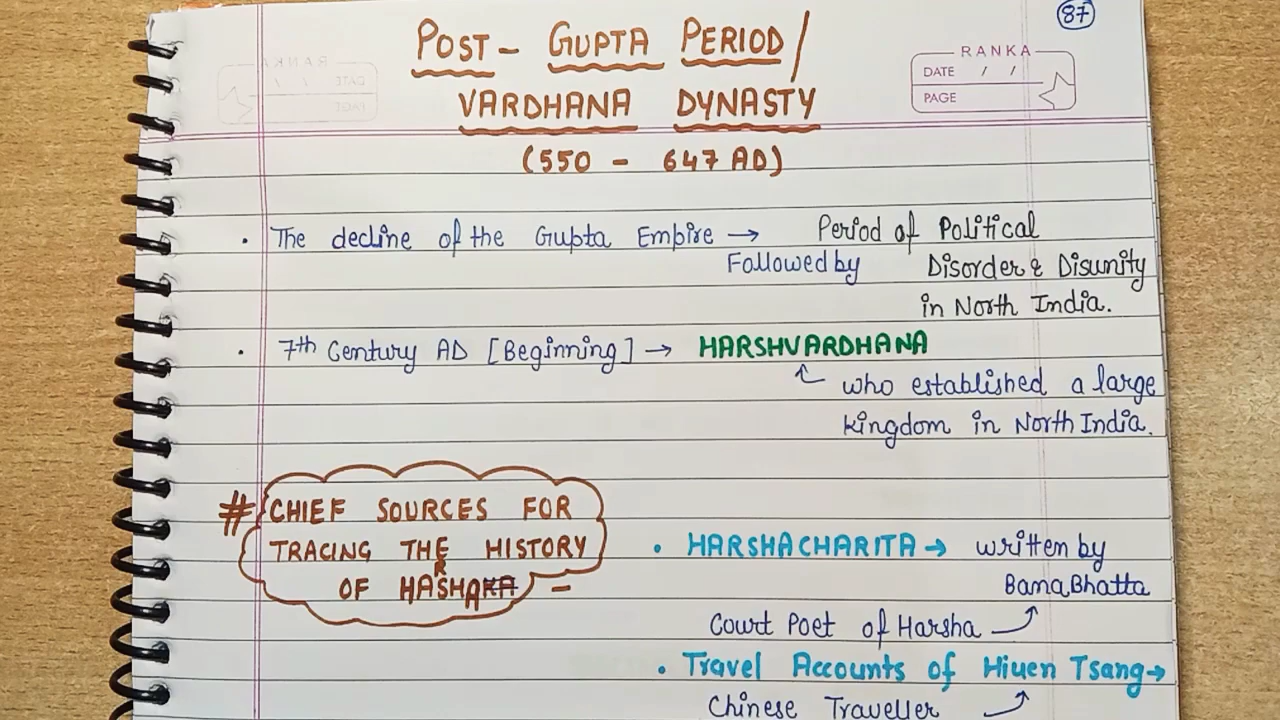 87
POST - GUPTA PERIOD/
VARDHANA DYNASTY
(550 - 647 AD)
RANKA
DATE / /
PAGE
• The decline of the Gupta Empire → Period of Political
Followed by Disorder & Disunity
in North India.
• 7th Century AD [Beginning] → HARSHVARDHANA
who established a large
kingdom in North India.
# CHIEF SOURCES FOR
TRACING THE HISTORY
OF HARSHA -
• HARSHACHARITA → written by
BanaBhatta
Court Poet of Harsha
• Travel Accounts of Hiuen Tsang →
Chinese Traveller